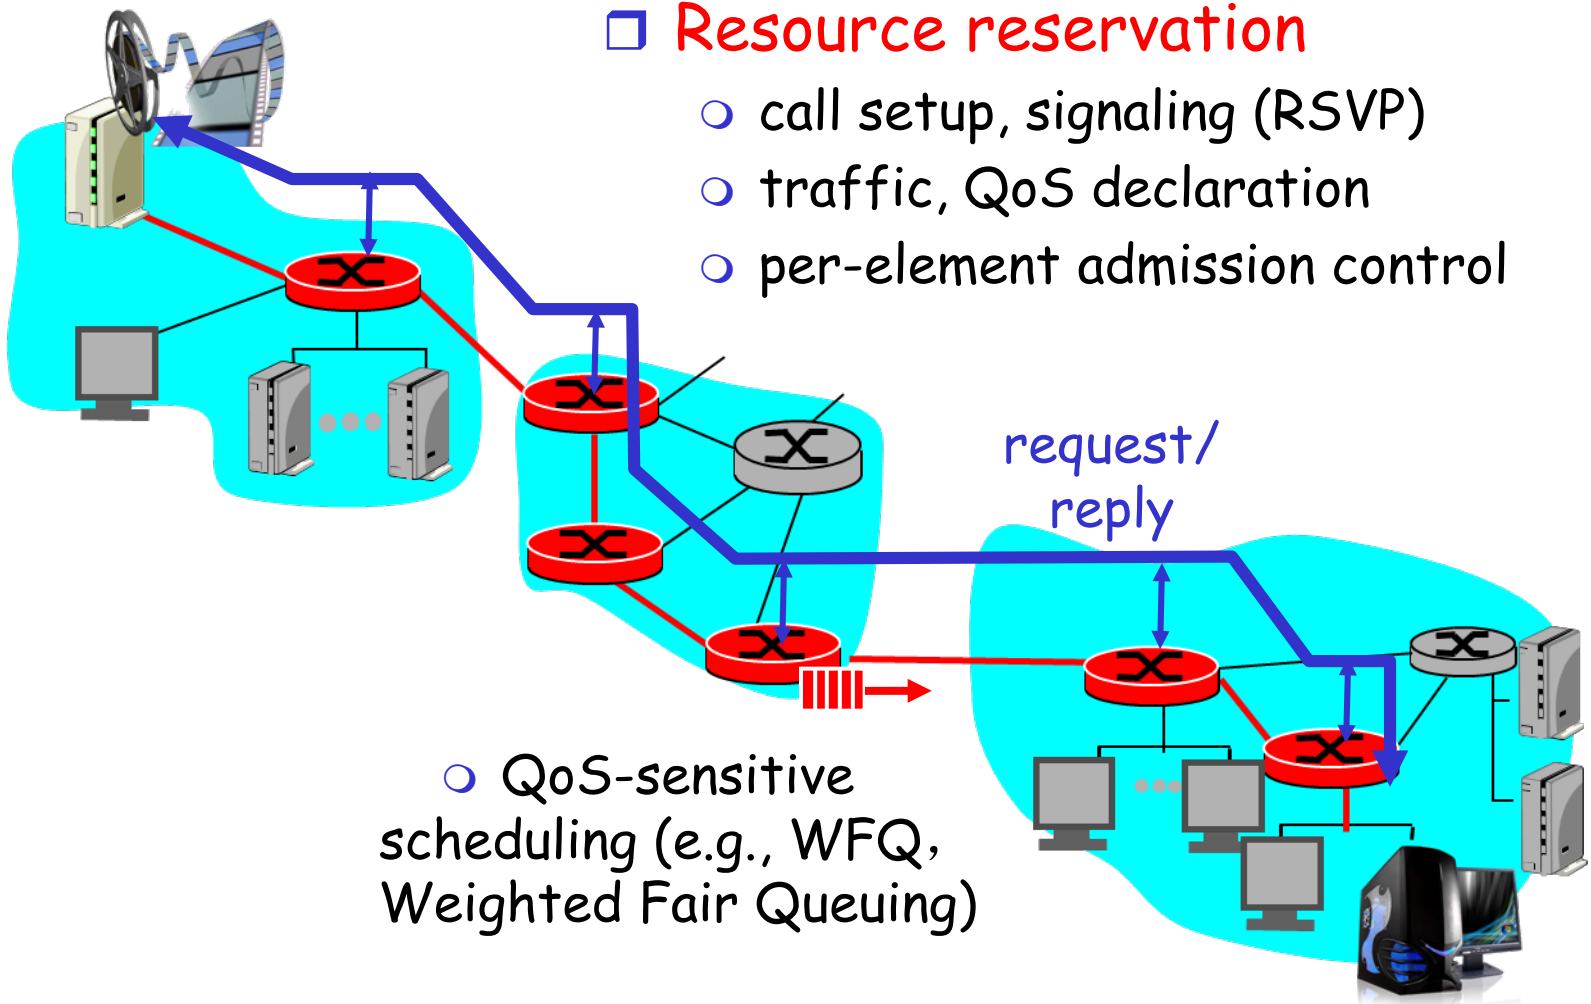 Resource reservation
call setup, signaling (RSVP)
traffic, QoS declaration
per-element admission control
request/
reply
QoS-sensitive
scheduling (e.g., WFQ，
Weighted Fair Queuing)